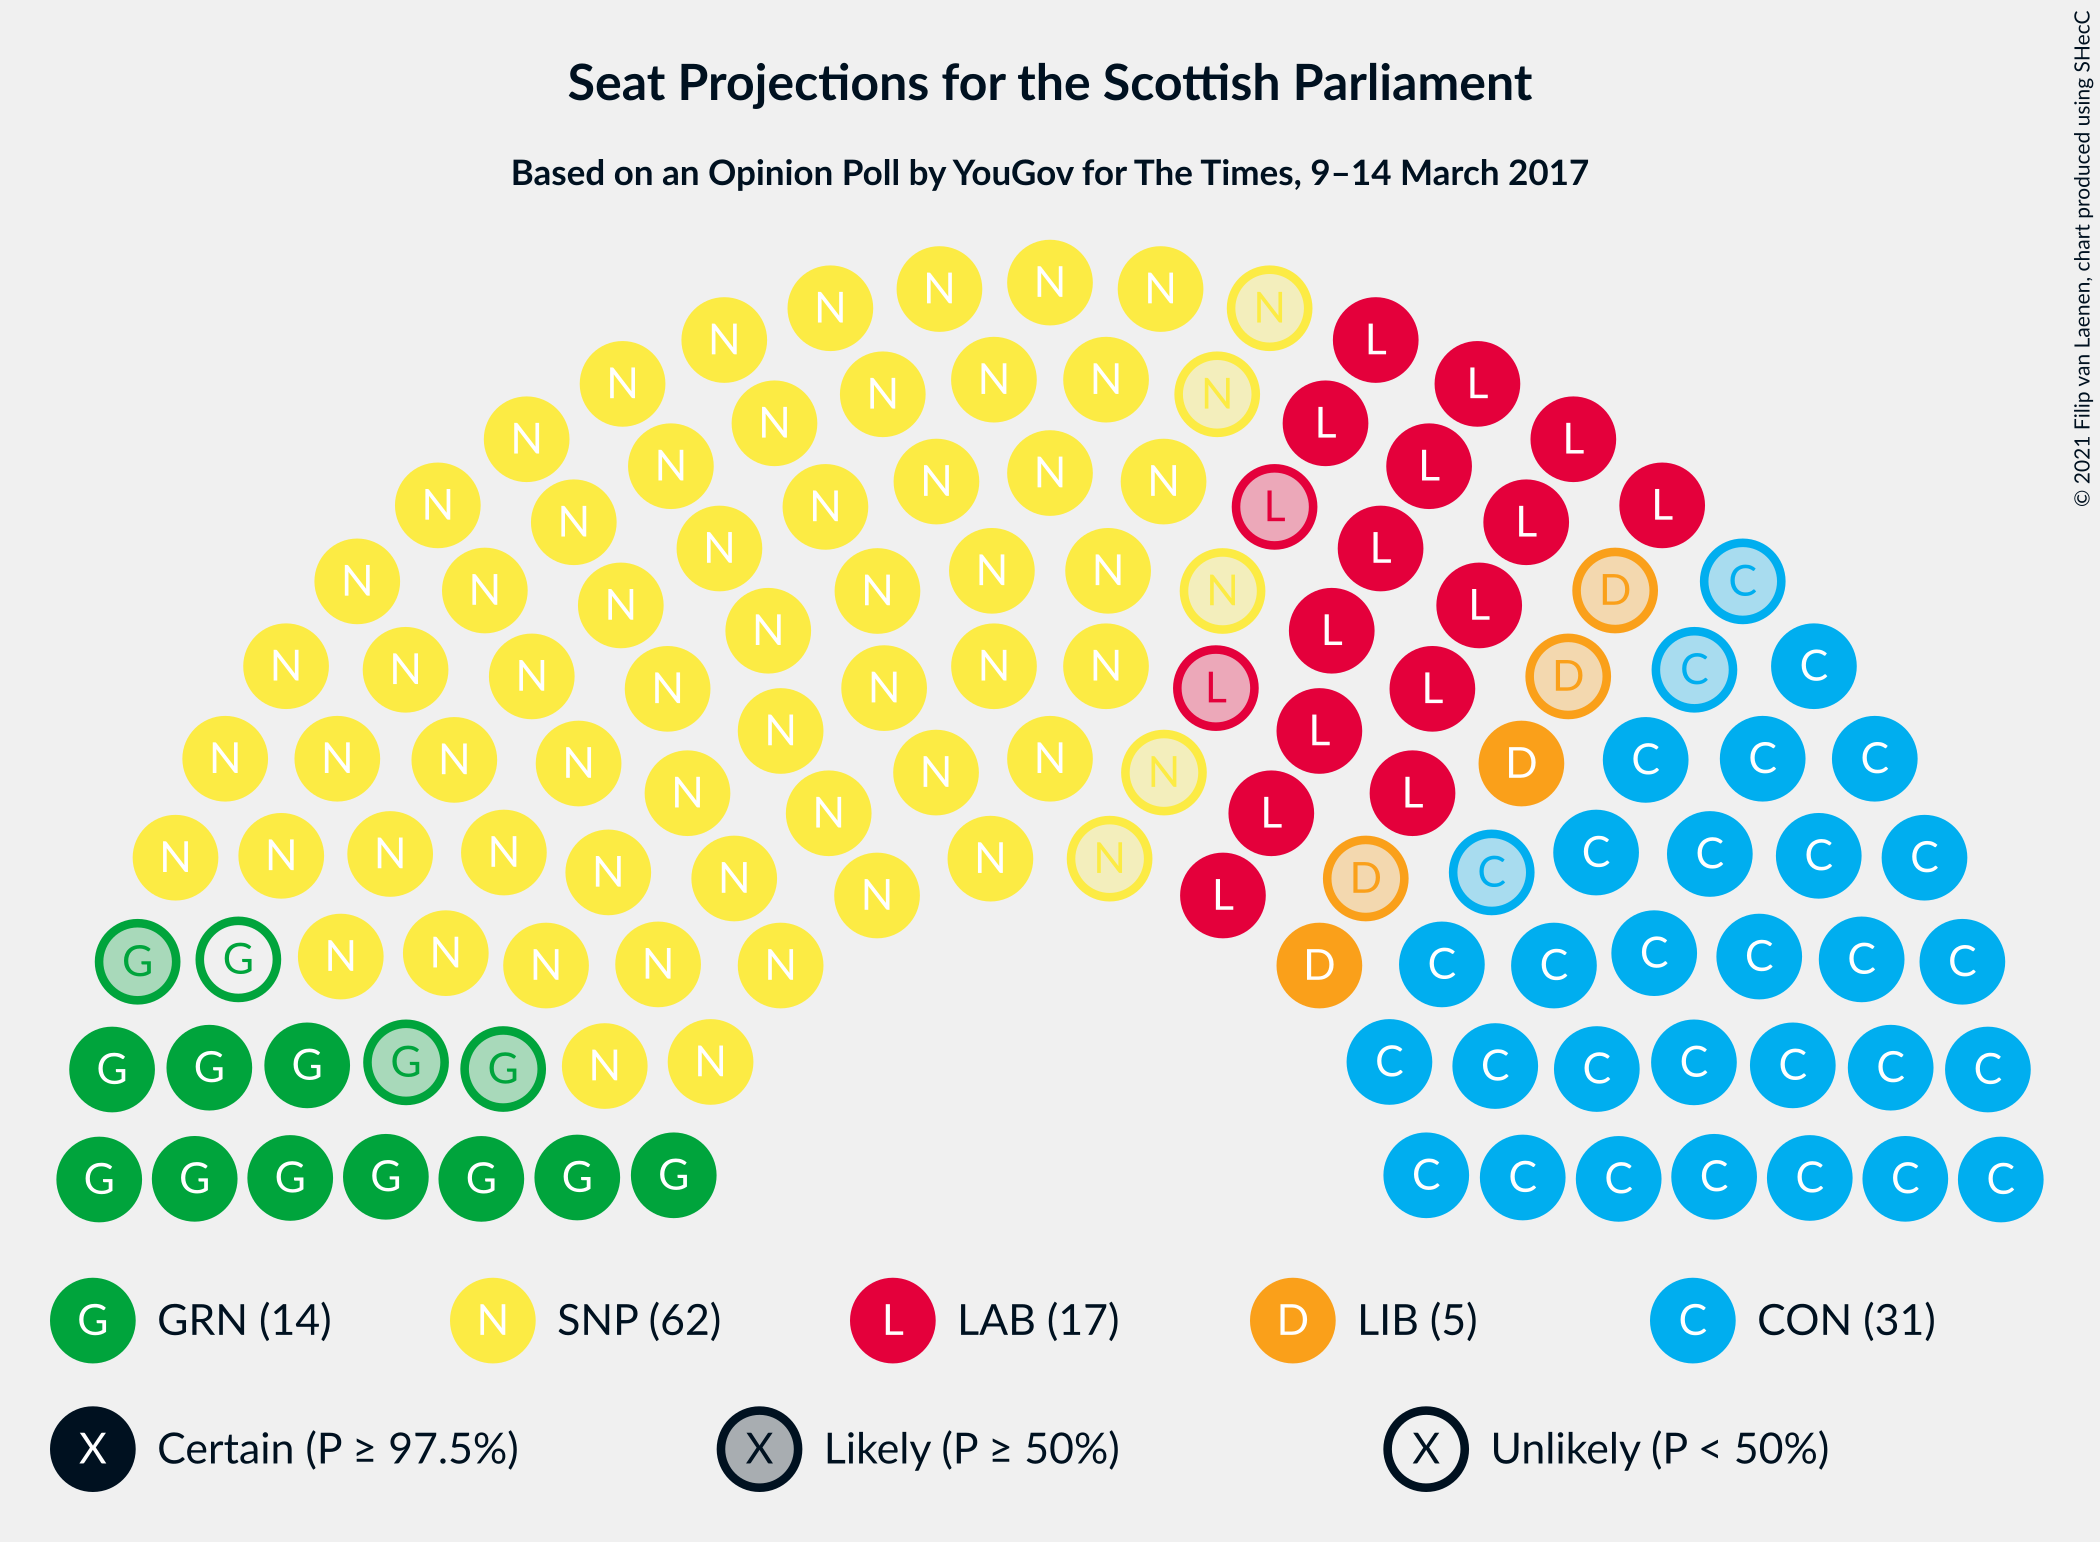 Seat Projections for the Scottish Parliament
Based on an Opinion Poll by YouGov for The Times, 9–14 March 2017
© 2021 Filip van Laenen, chart produced using SHecC
N N N N N
N L
N N N N N L
N N L L
N N N N L
N N N L L L
N L
N N N N N N N L D C
N L
N N N N N N N L L D C C
N L
N N N N N N N N L D C C C
N L
N N N N N N N N N L D C C C C C
G G N N N N N D C C C C C C
G G G G G N N C C C C C C C
G G G G G G G C C C C C C C
G GRN (14) N SNP (62) L LAB (17) D LIB (5) C CON (31)
X Certain (P ≥ 97.5%) X Likely (P ≥ 50%) X Unlikely (P < 50%)